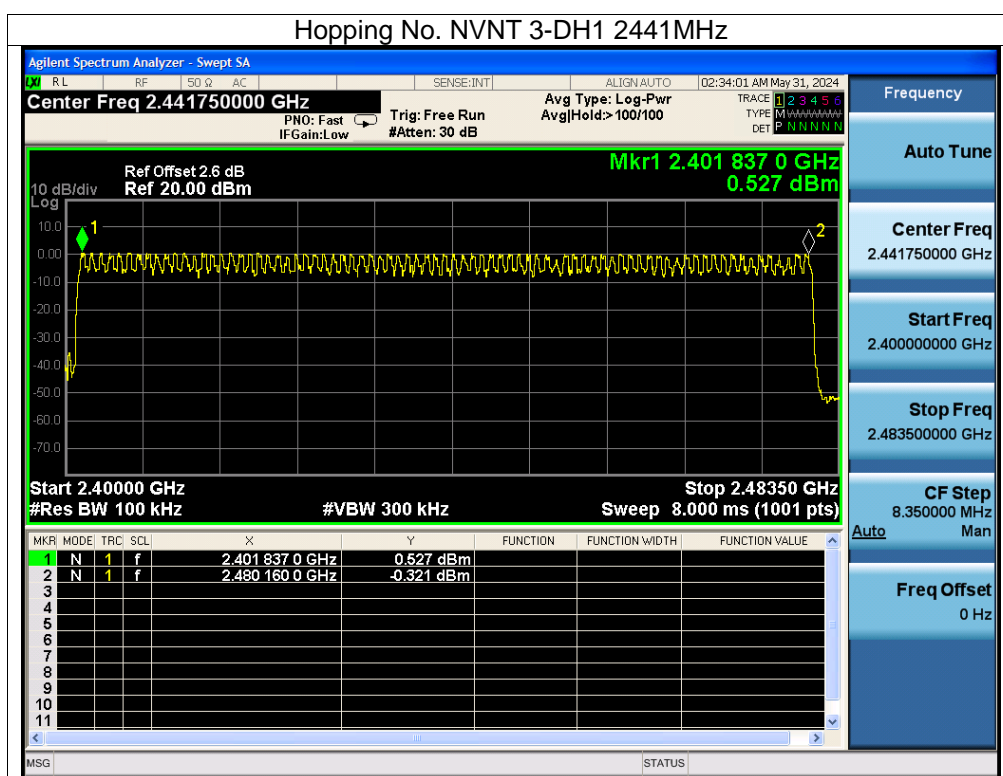 Hopping No. NVNT 3-DH1 2441MHz
Agilent Spectrum Analyzer - Swept SA
LXI RL RF 50 Ω AC SENSE:INT ALIGN AUTO 02:34:01 AM May 31, 2024
Center Freq 2.441750000 GHz
PNO: Fast
IFGain:Low
Trig: Free Run
#Atten: 30 dB
Avg Type: Log-Pwr
Avg|Hold:>100/100
TRACE 1 2 3 4 5 6
TYPE M WWWWW
DET P N N N N N
Mkr1 2.401 837 0 GHz
0.527 dBm
Ref Offset 2.6 dB
10 dB/div Ref 20.00 dBm
Log
10.0
0.00
-10.0
-20.0
-30.0
-40.0
-50.0
-60.0
-70.0
1
2
Start 2.40000 GHz Stop 2.48350 GHz
#Res BW 100 kHz #VBW 300 kHz Sweep 8.000 ms (1001 pts)
MKR MODE TRC SCL X Y FUNCTION FUNCTION WIDTH FUNCTION VALUE
1 N 1 f 2.401 837 0 GHz 0.527 dBm
2 N 1 f 2.480 160 0 GHz -0.321 dBm
3
4
5
6
7
8
9
10
11
MSG STATUS
Frequency
Auto Tune
Center Freq
2.441750000 GHz
Start Freq
2.400000000 GHz
Stop Freq
2.483500000 GHz
CF Step
8.350000 MHz
Auto Man
Freq Offset
0 Hz